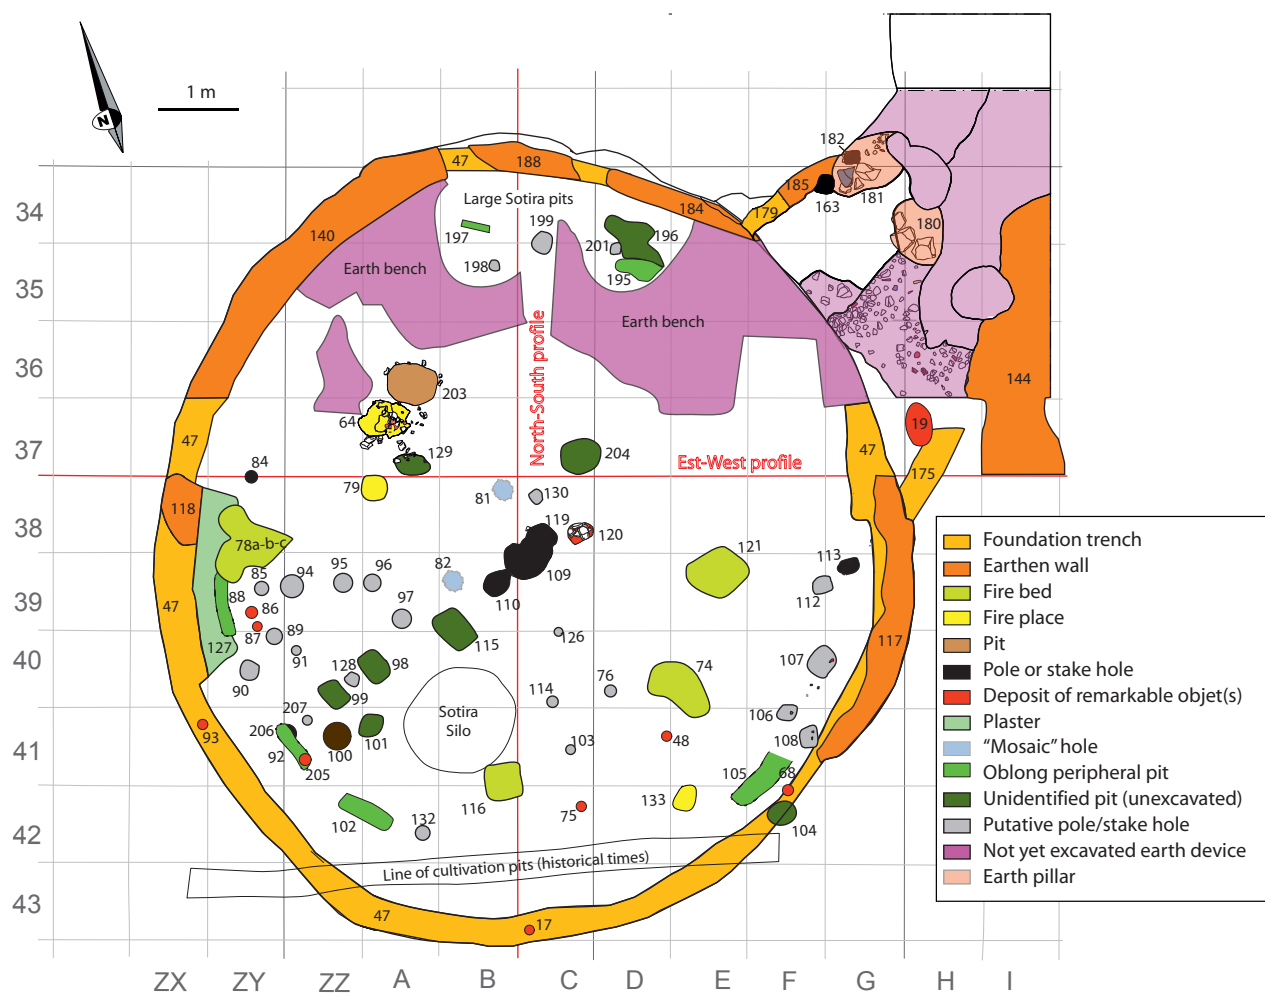 1 m
N
34
35
36
37
38
39
40
41
42
43
ZX
ZY
ZZ
A
B
C
D
E
F
G
H
I
47
188
182
185
163
181
179
184
180
140
Large Sotira pits
197
198
199
201
196
195
Earth bench
Earth bench
North-South profile
Est-West profile
203
64
129
204
144
19
175
47
47
84
79
81
130
119
120
118
78a-b-c
109
82
110
121
113
112
85
94
95
96
88
86
87
89
97
91
115
126
47
127
90
128
98
99
117
107
74
76
114
106
108
207
206
92
205
93
100
101
Sotira
Silo
103
48
105
68
116
102
132
75
133
104
Line of cultivation pits (historical times)
47
17
Foundation trench
Earthen wall
Fire bed
Fire place
Pit
Pole or stake hole
Deposit of remarkable objet(s)
Plaster
“Mosaic” hole
Oblong peripheral pit
Unidentified pit (unexcavated)
Putative pole/stake hole
Not yet excavated earth device
Earth pillar